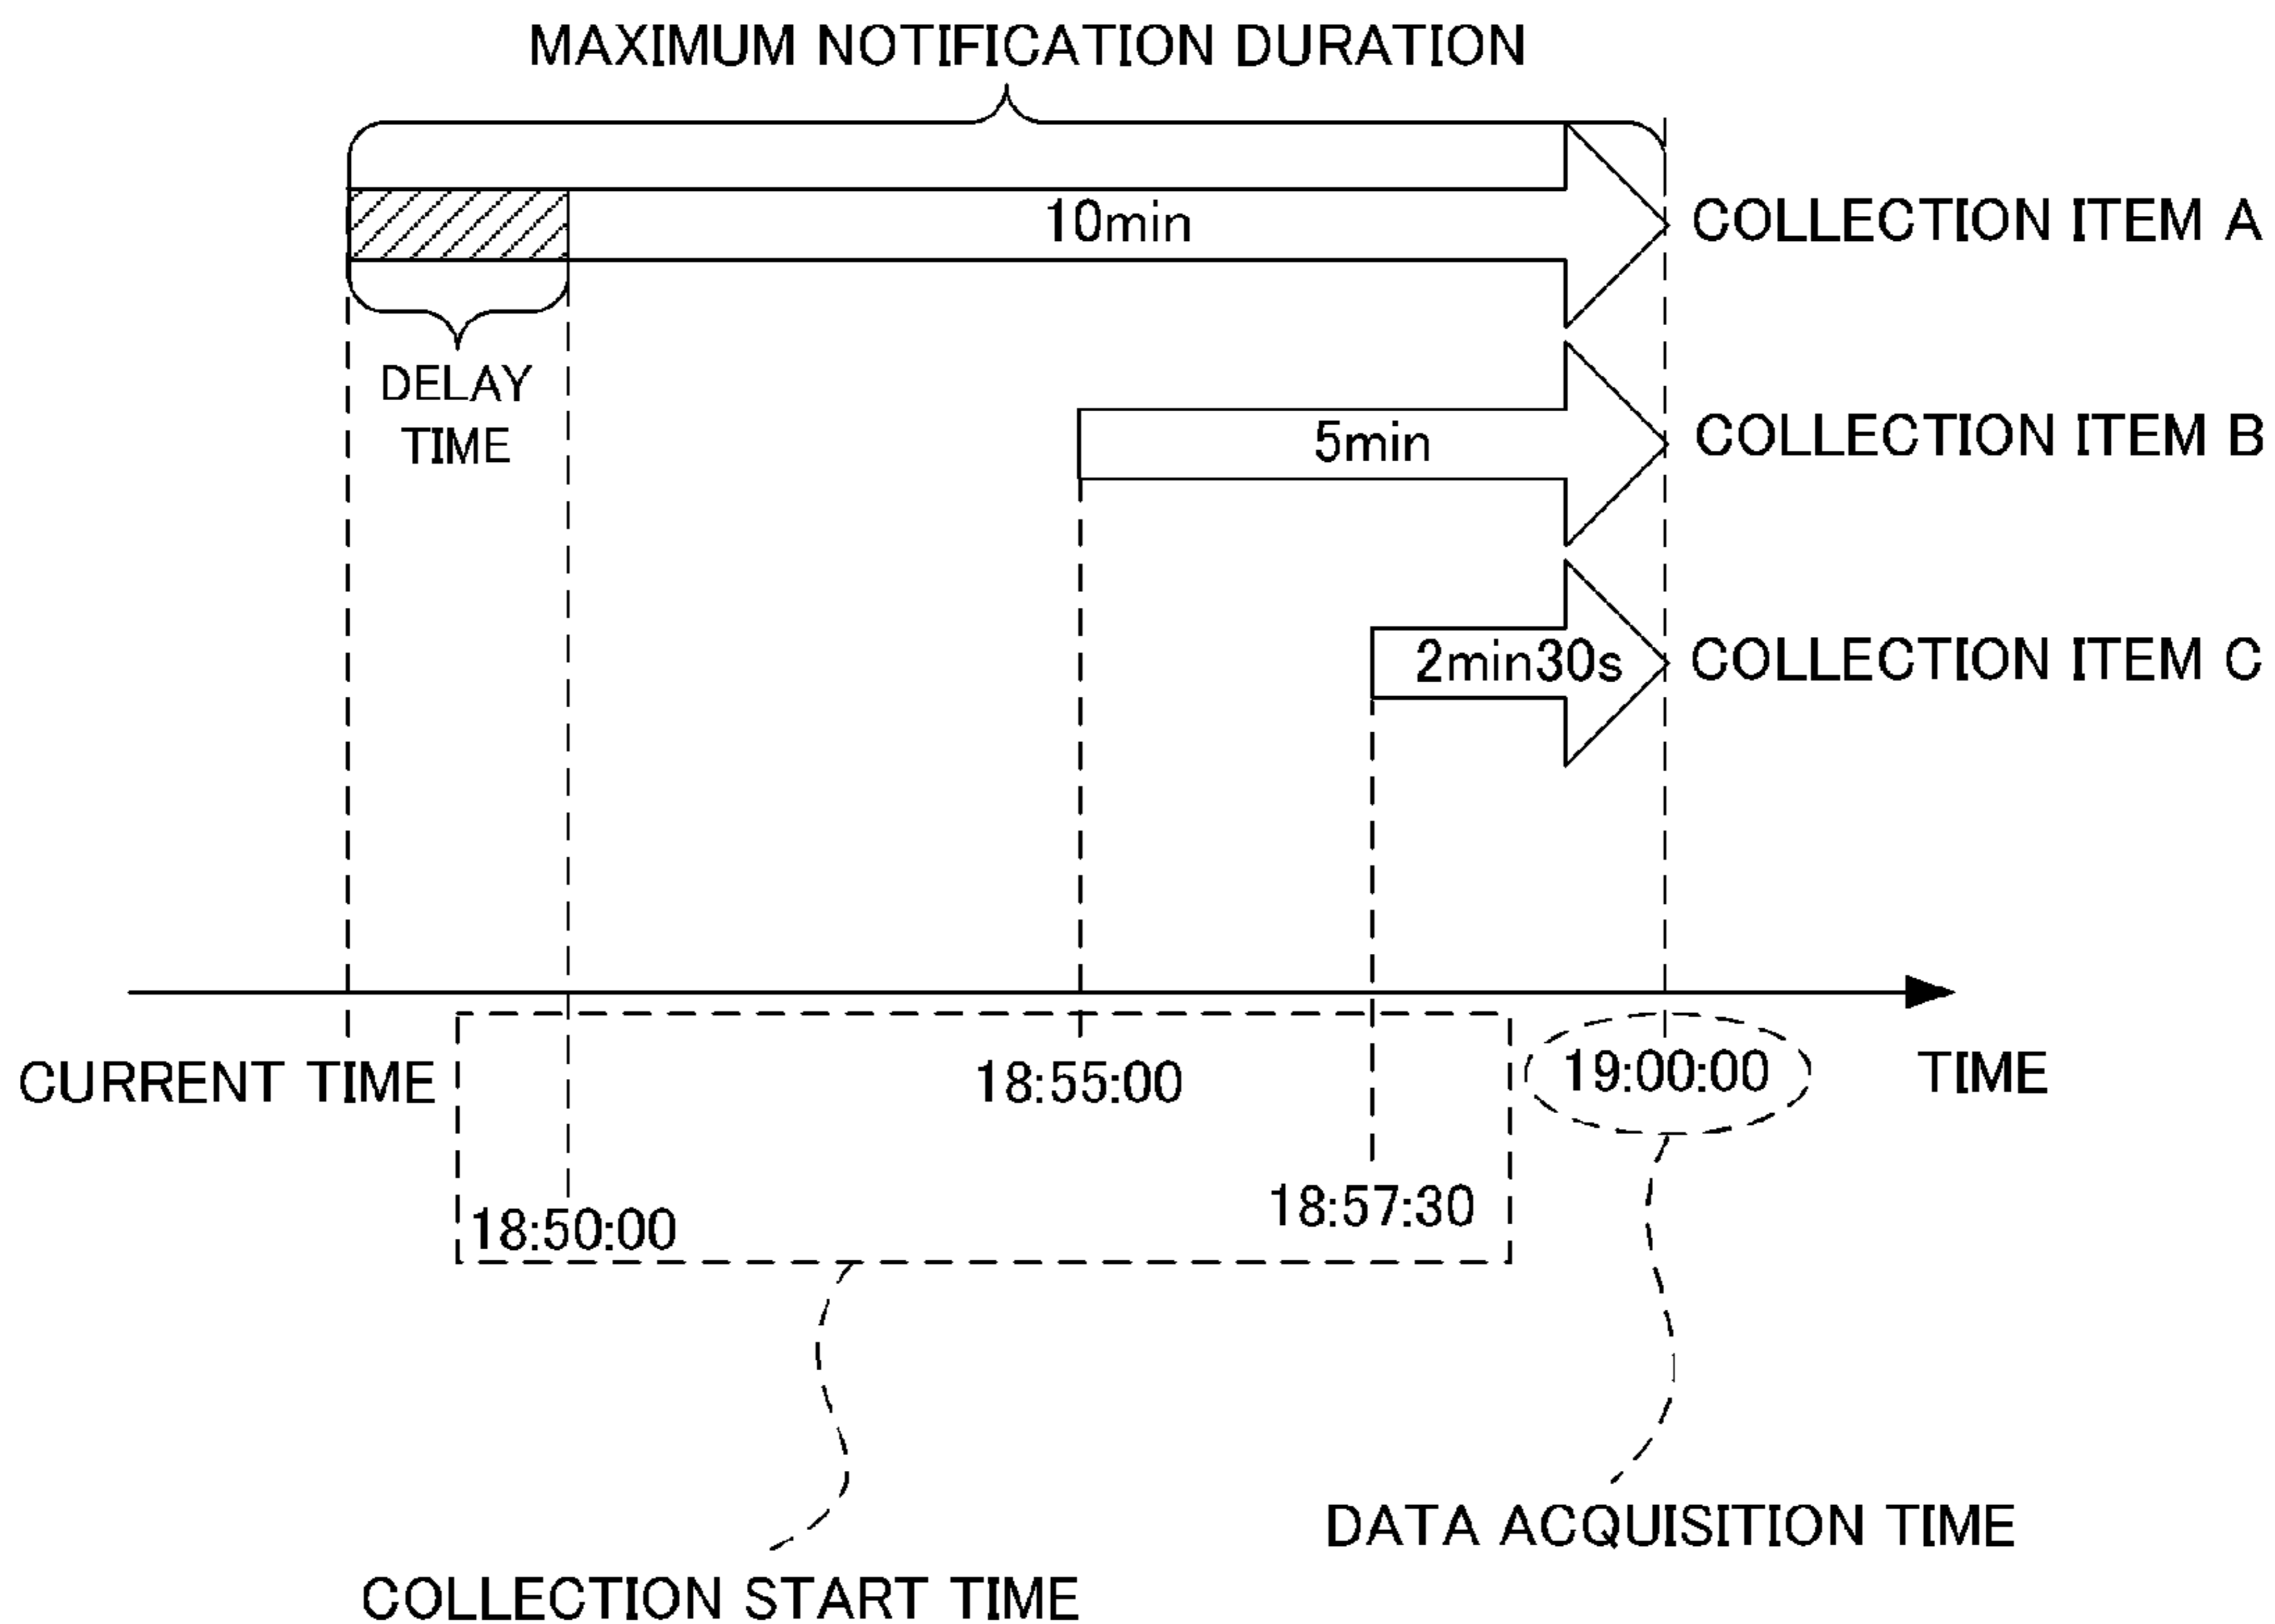 MAXIMUM NOTIFICATION DURATION
10min
COLLECTION ITEM A
DELAY
TIME
5min
COLLECTION ITEM B
2min30s
COLLECTION ITEM C
CURRENT TIME
18:55:00
19:00:00
TIME
18:50:00
18:57:30
DATA ACQUISITION TIME
COLLECTION START TIME